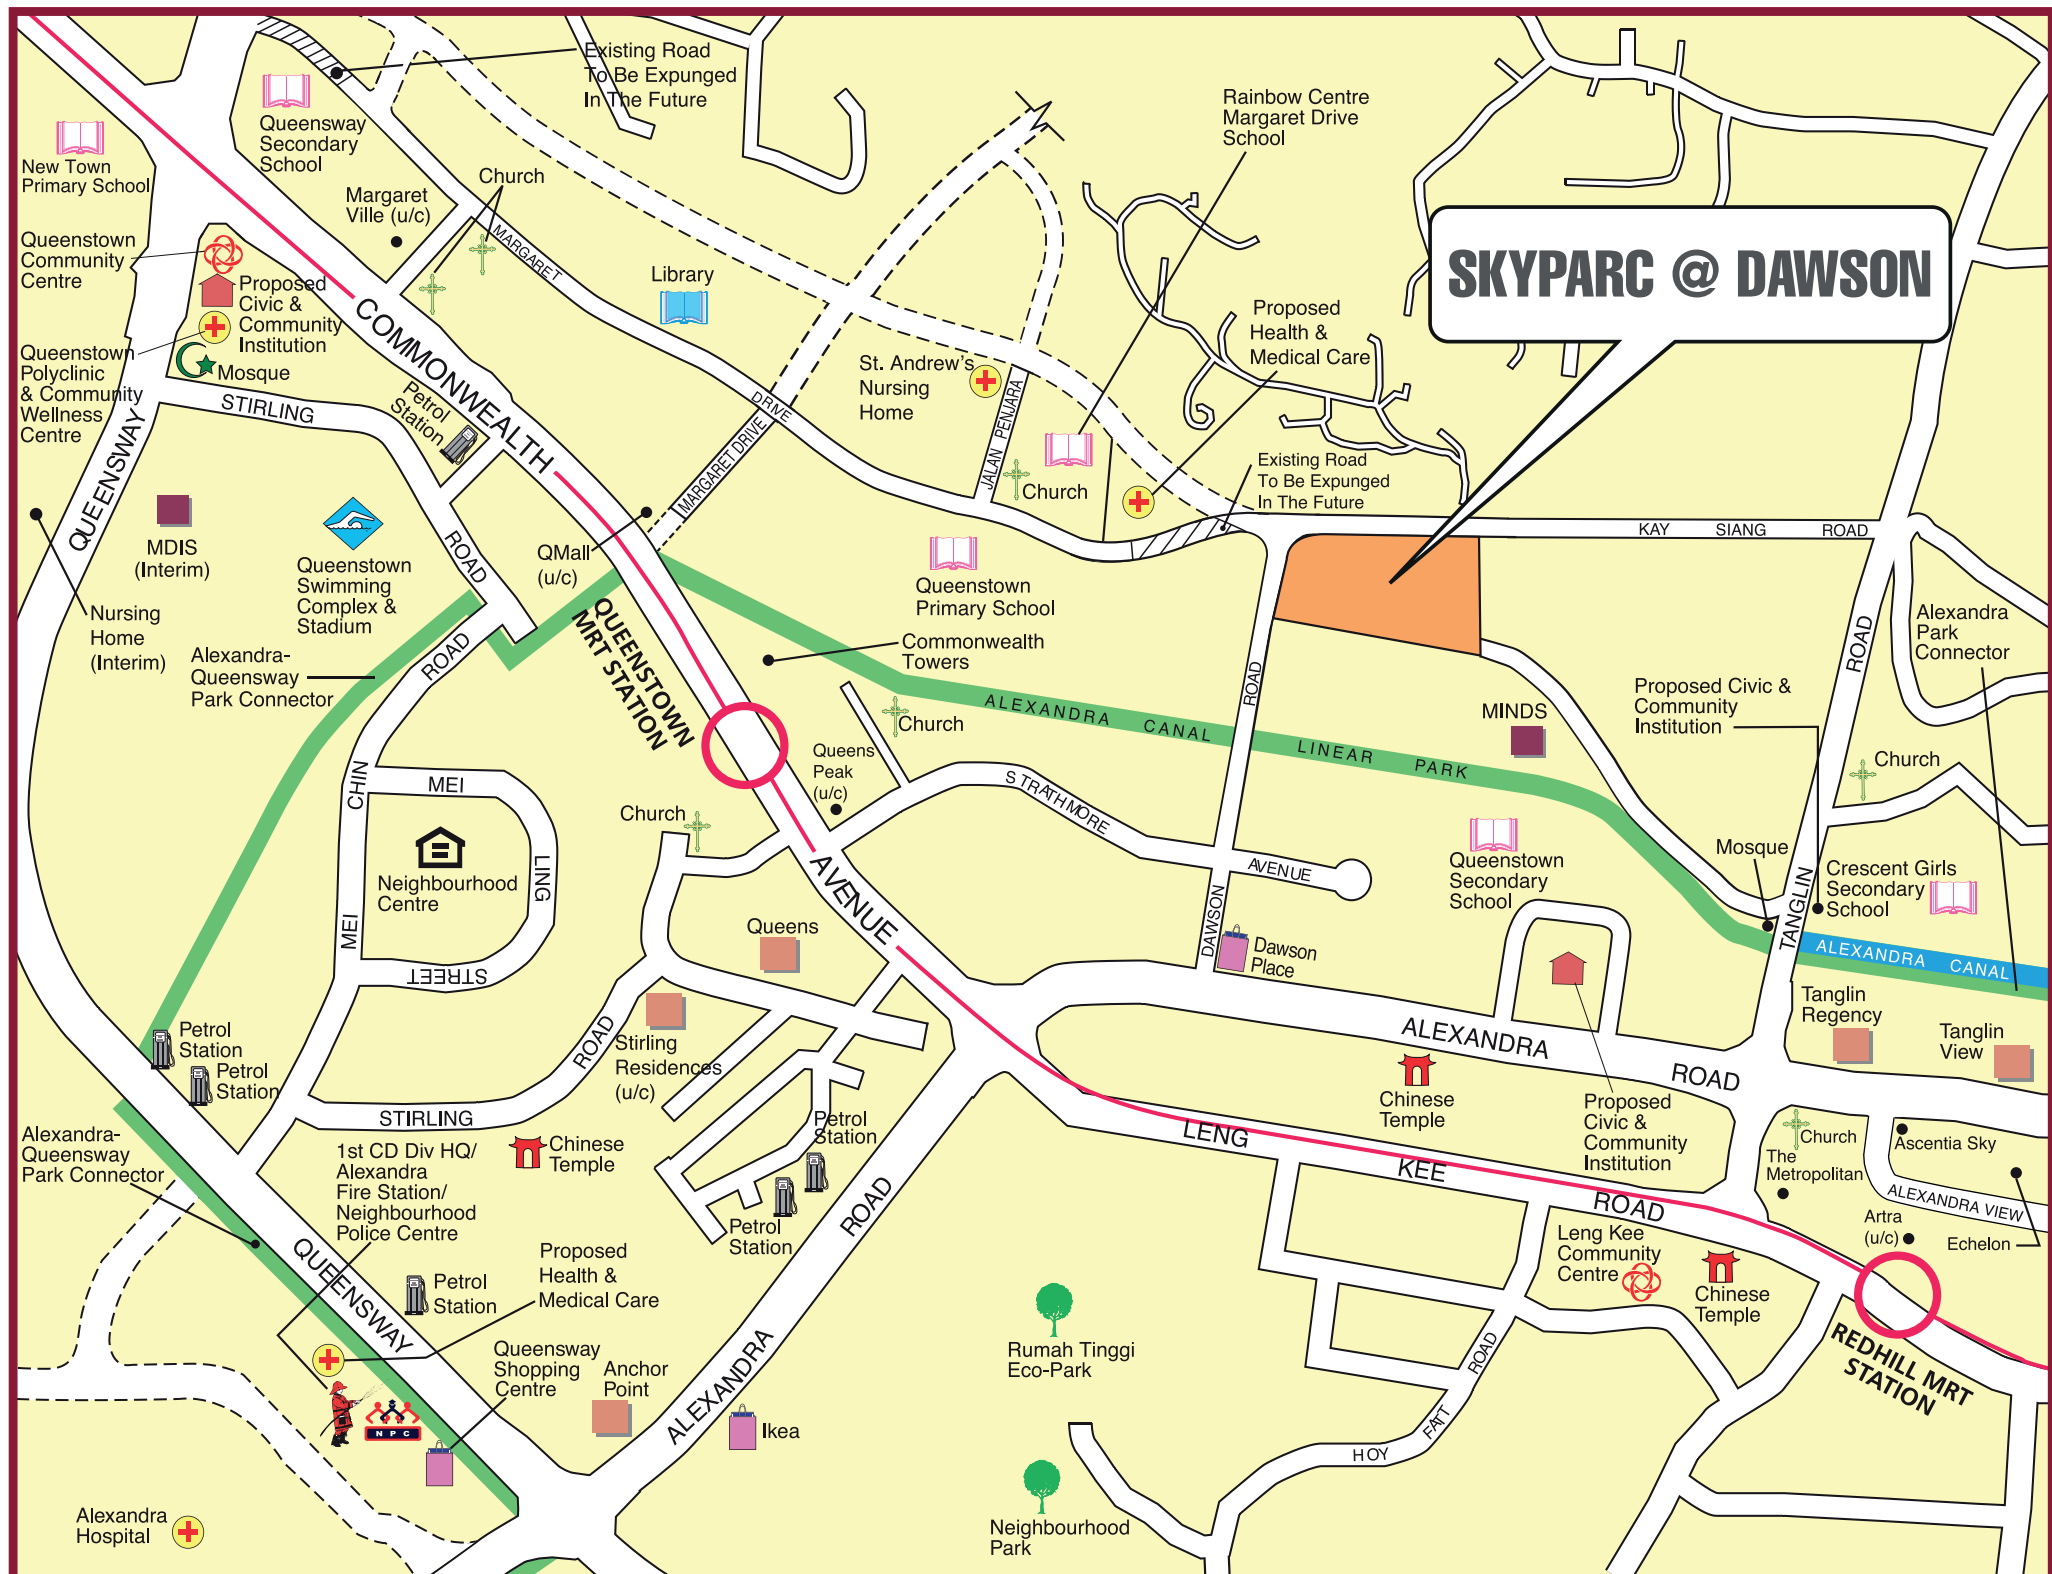 Existing Road
To Be Expunged
In The Future
Queensway
Secondary
School
New Town
Primary School
Rainbow Centre
Margaret Drive
School
Church
Margaret
Ville (u/c)
Queenstown
Community
Centre
Proposed
Civic &
Community
Institution
MARGARET
DRIVE
Library
SKYPARC @ DAWSON
Proposed
Health &
Medical Care
Queenstown
Polyclinic
& Community
Wellness
Centre
Mosque
COMMONWEALTH
AVENUE
St. Andrew's
Nursing
Home
Petrol
Station
STIRLING
ROAD
QUEENSWAY
MARGARET DRIVE
JALAN PENJARA
Church
Existing Road
To Be Expunged
In The Future
KAY SIANG ROAD
MDIS
(Interim)
Queenstown
Swimming
Complex &
Stadium
QMall
(u/c)
Queenstown
Primary School
Nursing
Home
(Interim)
Alexandra-
Queensway
Park Connector
QUEENSTOWN
MRT STATION
Commonwealth
Towers
Alexandra
Park
Connector
ROAD
ROAD
ROAD
Proposed Civic &
Community
Institution
MINDS
ALEXANDRA CANAL LINEAR PARK
Church
Queens
Peak
(u/c)
Church
MEI
CHIN
MEI
LING
STREET
STRATHMORE
AVENUE
Church
Neighbourhood
Centre
Queenstown
Secondary
School
Mosque
Crescent Girls
Secondary
School
TANGLIN
DAWSON
Dawson
Place
Queens
ALEXANDRA CANAL
Tanglin
Regency
Tanglin
View
Petrol
Station
Petrol
Station
ROAD
Stirling
Residences
(u/c)
ALEXANDRA
ROAD
Chinese
Temple
Proposed
Civic &
Community
Institution
STIRLING
Petrol
Station
LENG
KEE
ROAD
Alexandra-
Queensway
Park Connector
1st CD Div HQ/
Alexandra
Fire Station/
Neighbourhood
Police Centre
Chinese
Temple
Church
Ascentia Sky
The
Metropolitan
ALEXANDRA VIEW
Artra
(u/c)
Echelon
Petrol
Station
ROAD
QUEENSWAY
Petrol
Station
Proposed
Health &
Medical Care
Leng Kee
Community
Centre
Chinese
Temple
REDHILL MRT
STATION
Rumah Tinggi
Eco-Park
ROAD
FATT
HOY
Queensway
Shopping
Centre
Anchor
Point
ALEXANDRA
Ikea
NPC
Alexandra
Hospital
Neighbourhood
Park